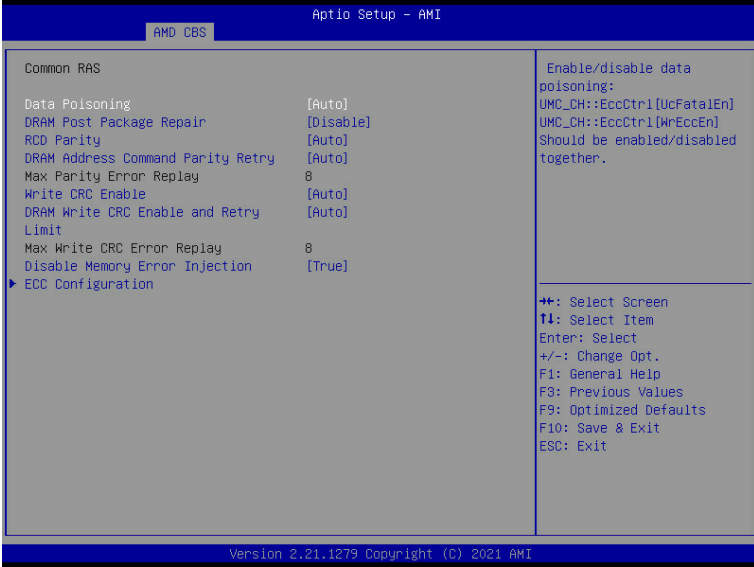 Aptio Setup – AMI
AMD CBS
Common RAS
Data Poisoning [Auto]
DRAM Post Package Repair [Disable]
RCD Parity [Auto]
DRAM Address Command Parity Retry [Auto]
Max Parity Error Replay 8
Write CRC Enable [Auto]
DRAM Write CRC Enable and Retry [Auto]
Limit
Max Write CRC Error Replay 8
Disable Memory Error Injection [True]
ECC Configuration
Enable/disable data
poisoning:
UMC_CH::EccCtrl[UcFatalEn]
UMC_CH::EccCtrl[WrEccEn]
Should be enabled/disabled
together.
→←: Select Screen
↑↓: Select Item
Enter: Select
+/-: Change Opt.
F1: General Help
F3: Previous Values
F9: Optimized Defaults
F10: Save & Exit
ESC: Exit
Version 2.21.1279 Copyright (C) 2021 AMI